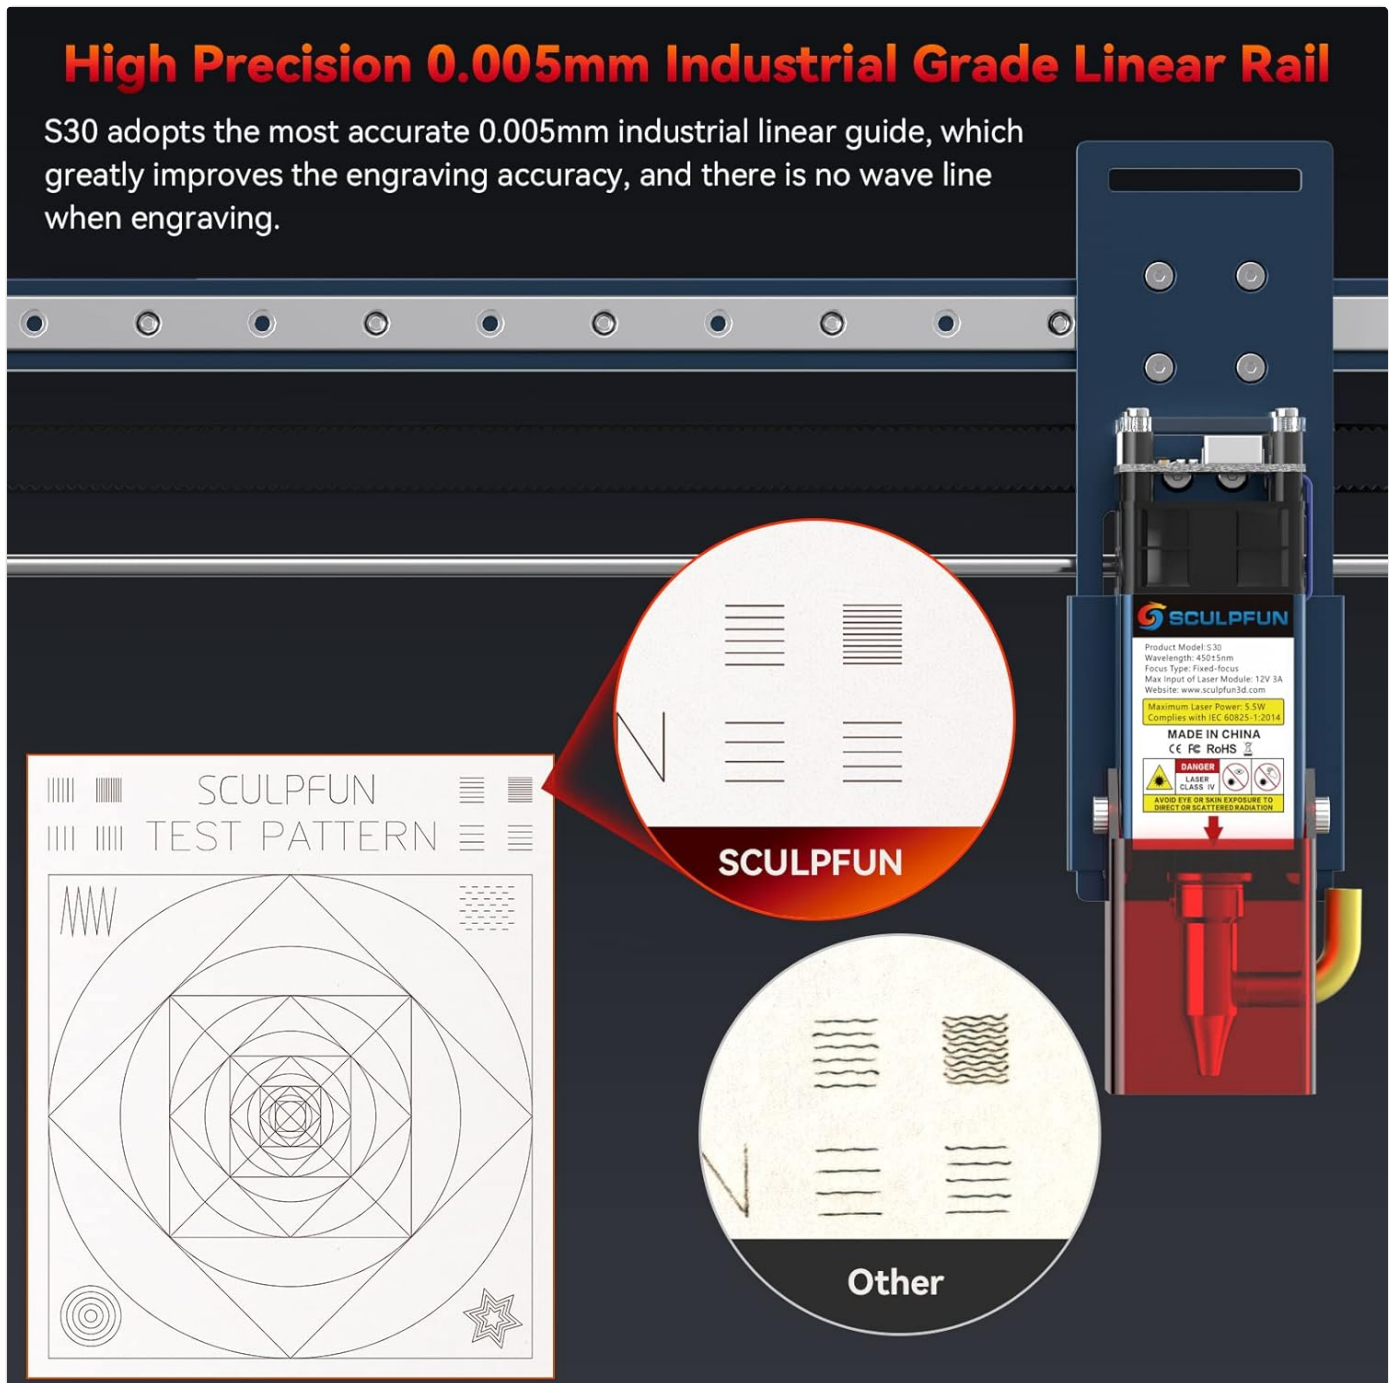 High Precision 0.005mm Industrial Grade Linear Rail
S30 adopts the most accurate 0.005mm industrial linear guide, which
greatly improves the engraving accuracy, and there is no wave line
when engraving.
SCULPFUN
Product Model: S30
Wavelength: 450±5nm
Focus Type: Fixed-focus
Max Input of Laser Module: 12V 3A
Website: www.sculpfun3d.com
Maximum Laser Power: 5.5W
Complies with IEC 60825-1:2014
MADE IN CHINA
CE FC RoHS
DANGER
LASER
CLASS IV
AVOID EYE OR SKIN EXPOSURE TO
DIRECT OR SCATTERED RADIATION
SCULPFUN
TEST PATTERN
N
SCULPFUN
N
Other